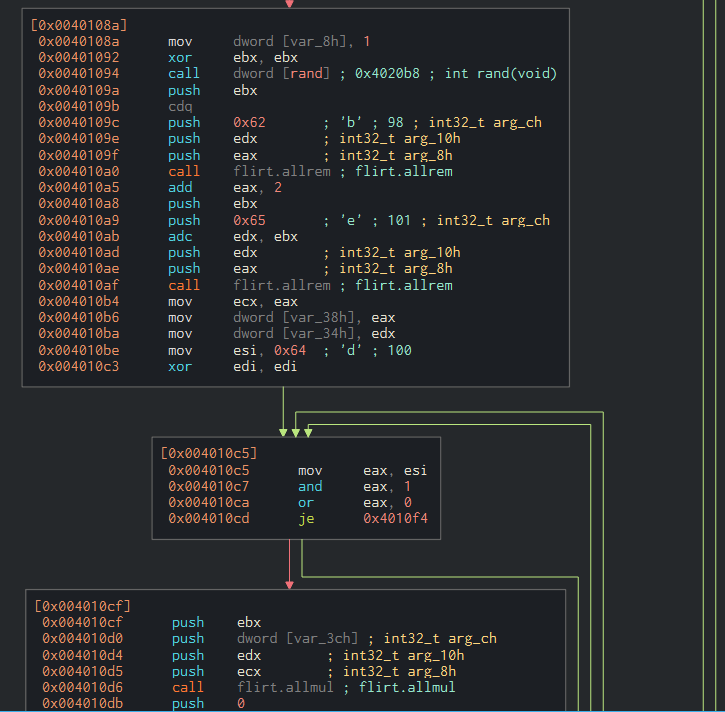 [0x0040108a]
0x0040108a mov dword [var_8h], 1
0x00401092 xor ebx, ebx
0x00401094 call dword [rand] ; 0x4020b8 ; int rand(void)
0x0040109a push ebx
0x0040109b cdq
0x0040109c push 0x62 ; 'b' ; 98 ; int32_t arg_ch
0x0040109e push edx ; int32_t arg_10h
0x0040109f push eax ; int32_t arg_8h
0x004010a0 call flirt.allrem ; flirt.allrem
0x004010a5 add eax, 2
0x004010a8 push ebx
0x004010a9 push 0x65 ; 'e' ; 101 ; int32_t arg_ch
0x004010ab adc edx, ebx
0x004010ad push edx ; int32_t arg_10h
0x004010ae push eax ; int32_t arg_8h
0x004010af call flirt.allrem ; flirt.allrem
0x004010b4 mov ecx, eax
0x004010b6 mov dword [var_38h], eax
0x004010ba mov dword [var_34h], edx
0x004010be mov esi, 0x64 ; 'd' ; 100
0x004010c3 xor edi, edi
[0x004010c5]
0x004010c5 mov eax, esi
0x004010c7 and eax, 1
0x004010ca or eax, 0
0x004010cd je 0x4010f4
[0x004010cf]
0x004010cf push ebx
0x004010d0 push dword [var_3ch] ; int32_t arg_ch
0x004010d4 push edx ; int32_t arg_10h
0x004010d5 push ecx ; int32_t arg_8h
0x004010d6 call flirt.allmul ; flirt.allmul
0x004010db push 0